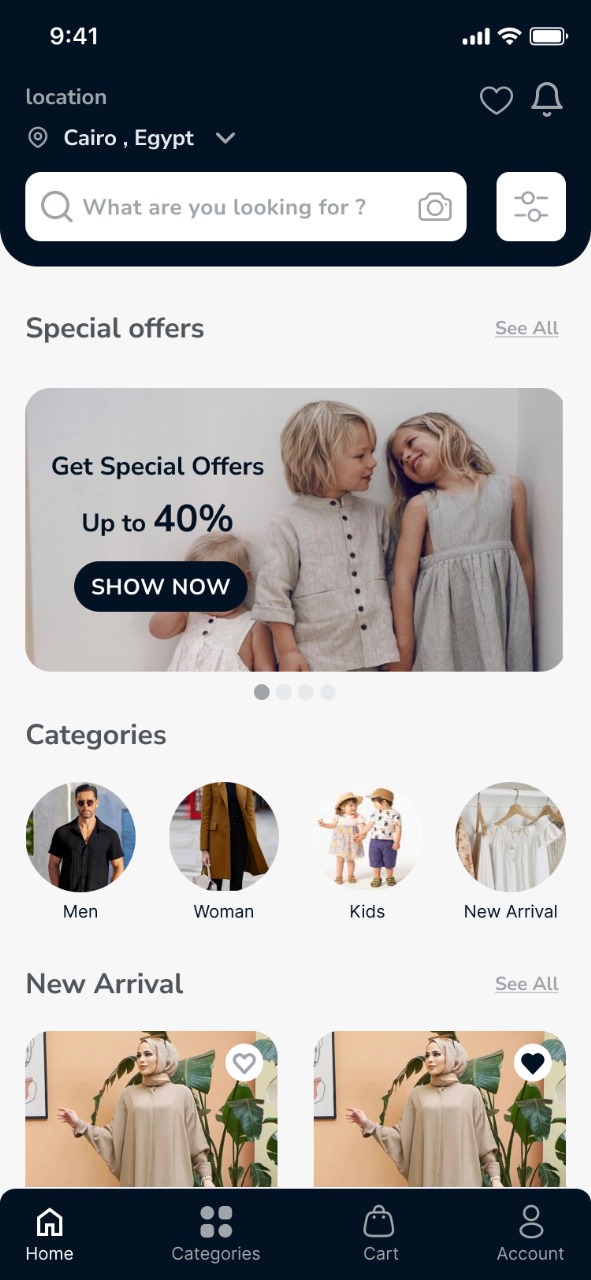 9:41
location
Cairo , Egypt
What are you looking for ?
Special offers
See All
Get Special Offers
Up to 40%
SHOW NOW
Categories
Men
Woman
Kids
New Arrival
New Arrival
See All
Home
Categories
Cart
Account